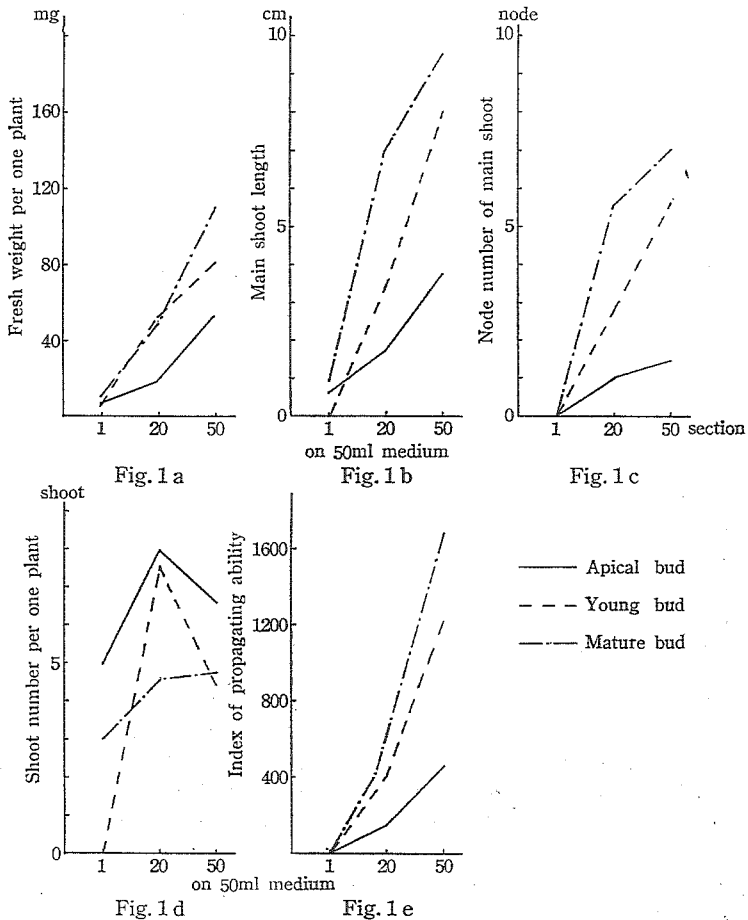 mg
Fresh weight per one plant
160
120
80
40
1 20 50
Fig. 1 a
cm
Main shoot length
10
5
0
1 20 50
on 50ml medium
Fig. 1 b
node
Node number of main shoot
10
5
0
1 20 50 section
Fig. 1 c
shoot
Shoot number per one plant
5
0
1 20 50
on 50ml medium
Fig. 1 d
Index of propagating ability
1600
1200
800
400
1 20 50
Fig. 1 e
Apical bud
Young bud
Mature bud